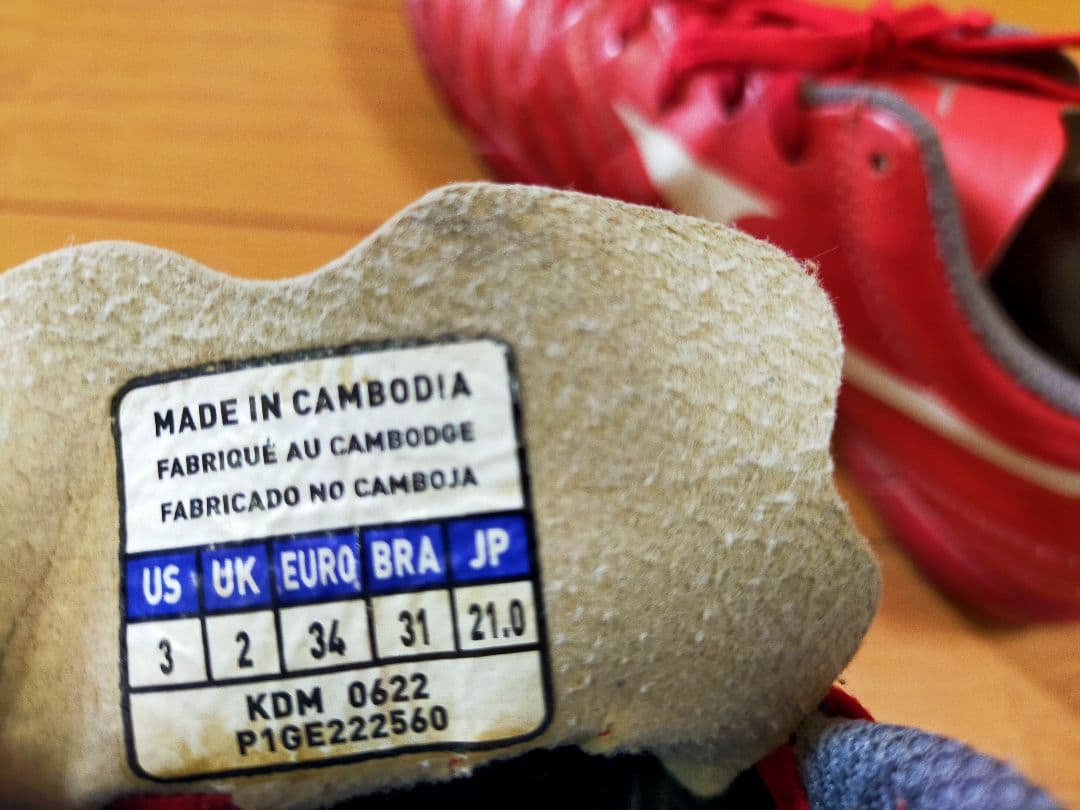 MADE IN CAMBODIA
FABRIQUÉ AU CAMBODGE
FABRICADO NO CAMBOJA
US UK EURO BRA JP
3 2 34 31 21.0
KDM 0622
P1GE222560